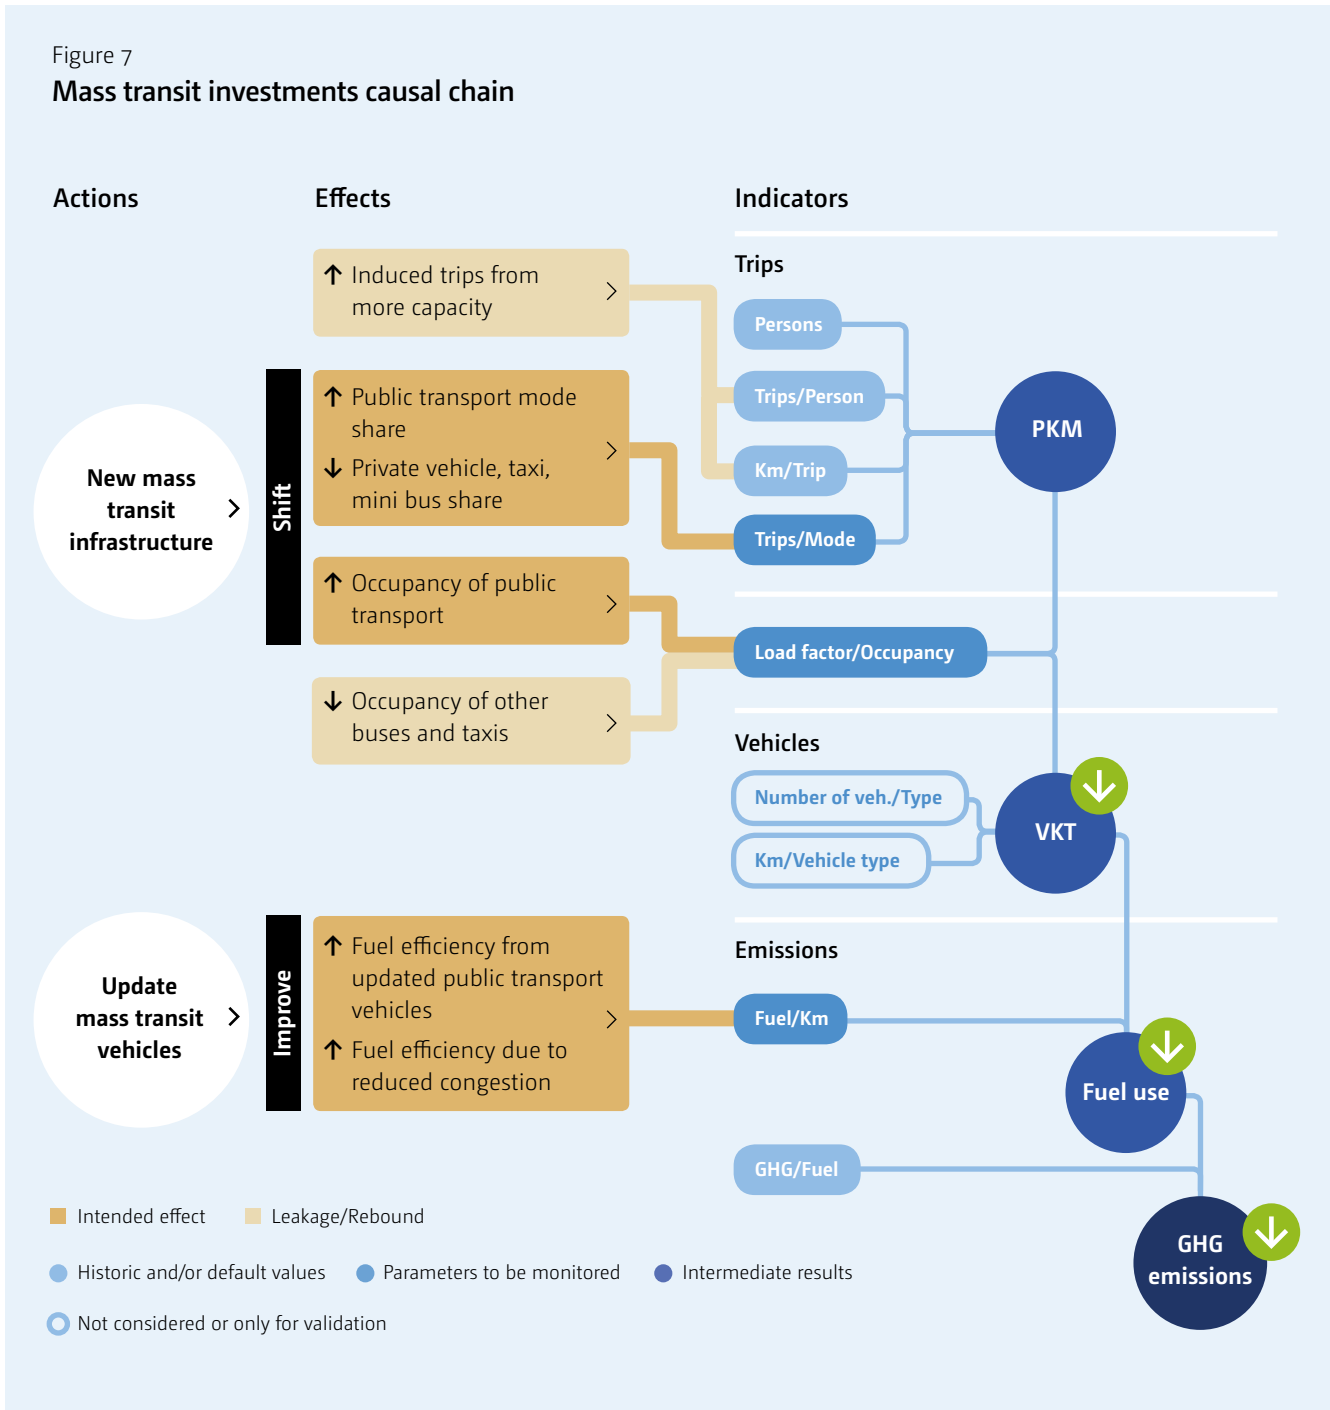 Figure 7
Mass transit investments causal chain
Actions
Effects
Indicators
New mass
transit
infrastructure
Shift
Induced trips from
more capacity
Public transport mode
share
Private vehicle, taxi,
mini bus share
Occupancy of public
transport
Occupancy of other
buses and taxis
Trips
Persons
Trips/Person
Km/Trip
Trips/Mode
PKM
Load factor/Occupancy
Vehicles
Number of veh./Type
Km/Vehicle type
VKT
Update
mass transit
vehicles
Improve
Fuel efficiency from
updated public transport
vehicles
Fuel efficiency due to
reduced congestion
Emissions
Fuel/Km
Fuel use
GHG/Fuel
GHG
emissions
Intended effect
Leakage/Rebound
Historic and/or default values
Parameters to be monitored
Intermediate results
Not considered or only for validation